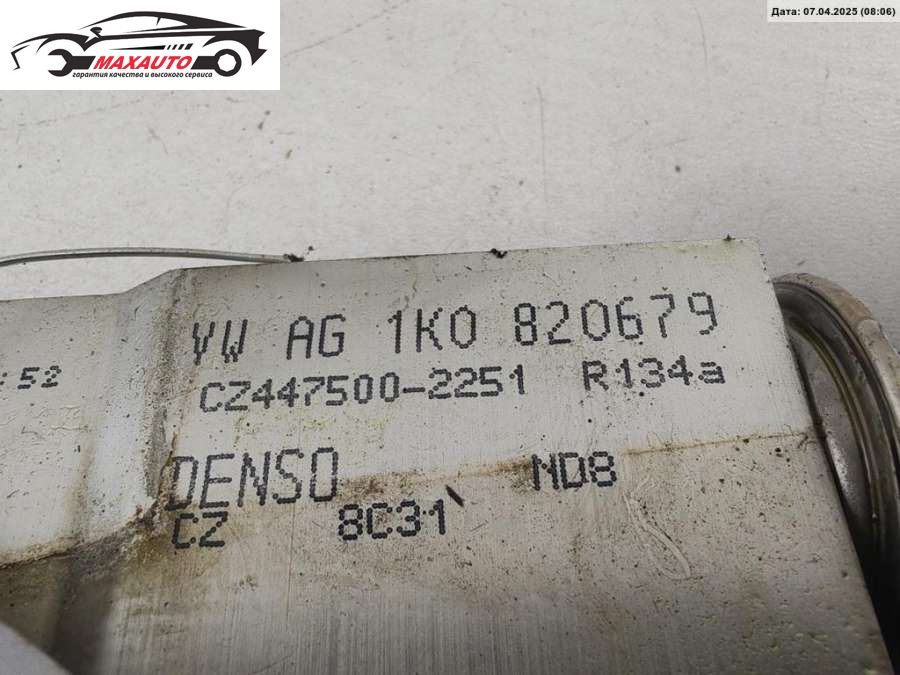 Дата: 07.04.2025 (08:06)
MAXAUTO
гарантия качества и высокого сервиса
VW AG 1K0 820679
:52
CZ447500-2251 R134a
DENSO ND8
CZ 8C31